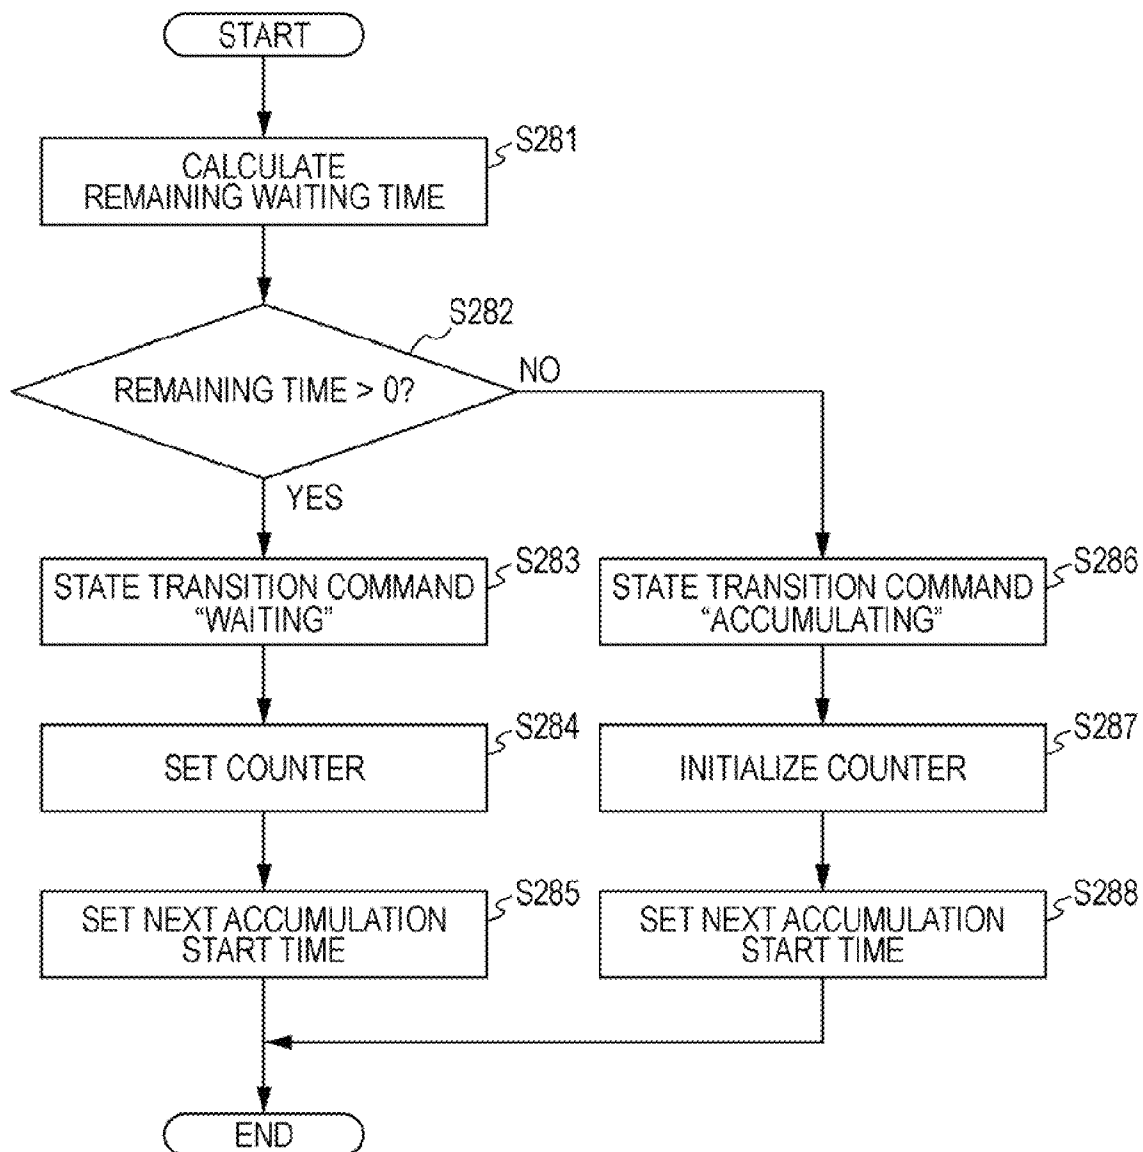 START
S281
CALCULATE
REMAINING WAITING TIME
S282
REMAINING TIME > 0?
NO
YES
S283
STATE TRANSITION COMMAND
“WAITING”
S286
STATE TRANSITION COMMAND
“ACCUMULATING”
S284
SET COUNTER
S287
INITIALIZE COUNTER
S285
SET NEXT ACCUMULATION
START TIME
S288
SET NEXT ACCUMULATION
START TIME
END